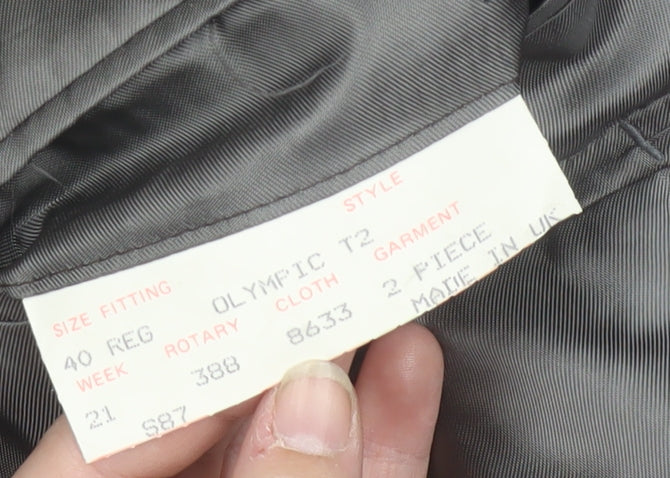 STYLE
SIZE FITTING OLYMPIC T2 GARMENT
40 REG ROTARY CLOTH 2 PIECE
WEEK 388 8633 MADE IN UK
21 S87